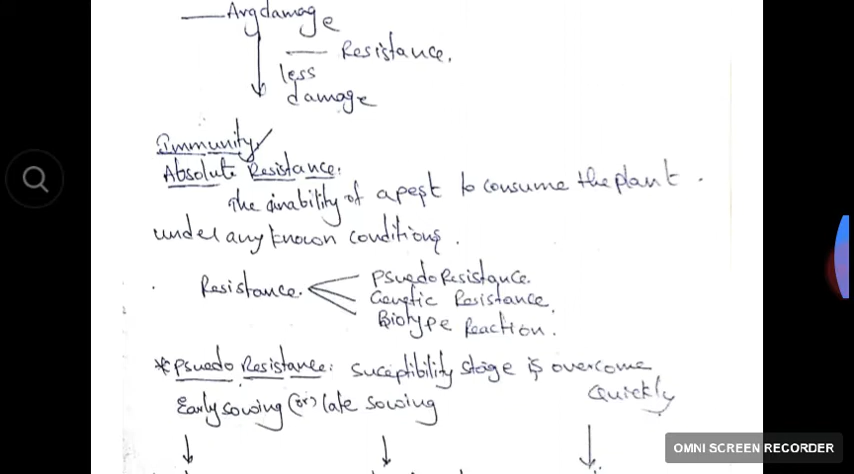 Avg damage
Resistance.
less
damage
Immunity
Absolute Resistance:
The inability of a pest to consume the plant.
under any known conditions.
Resistance.
Psuedo Resistance.
Genetic Resistance.
Biotype Reaction.
*Psuedo Resistance: Suceptibility stage is overcome
Quickly
Early sowing (or) late sowing
OMNI SCREEN RECORDER